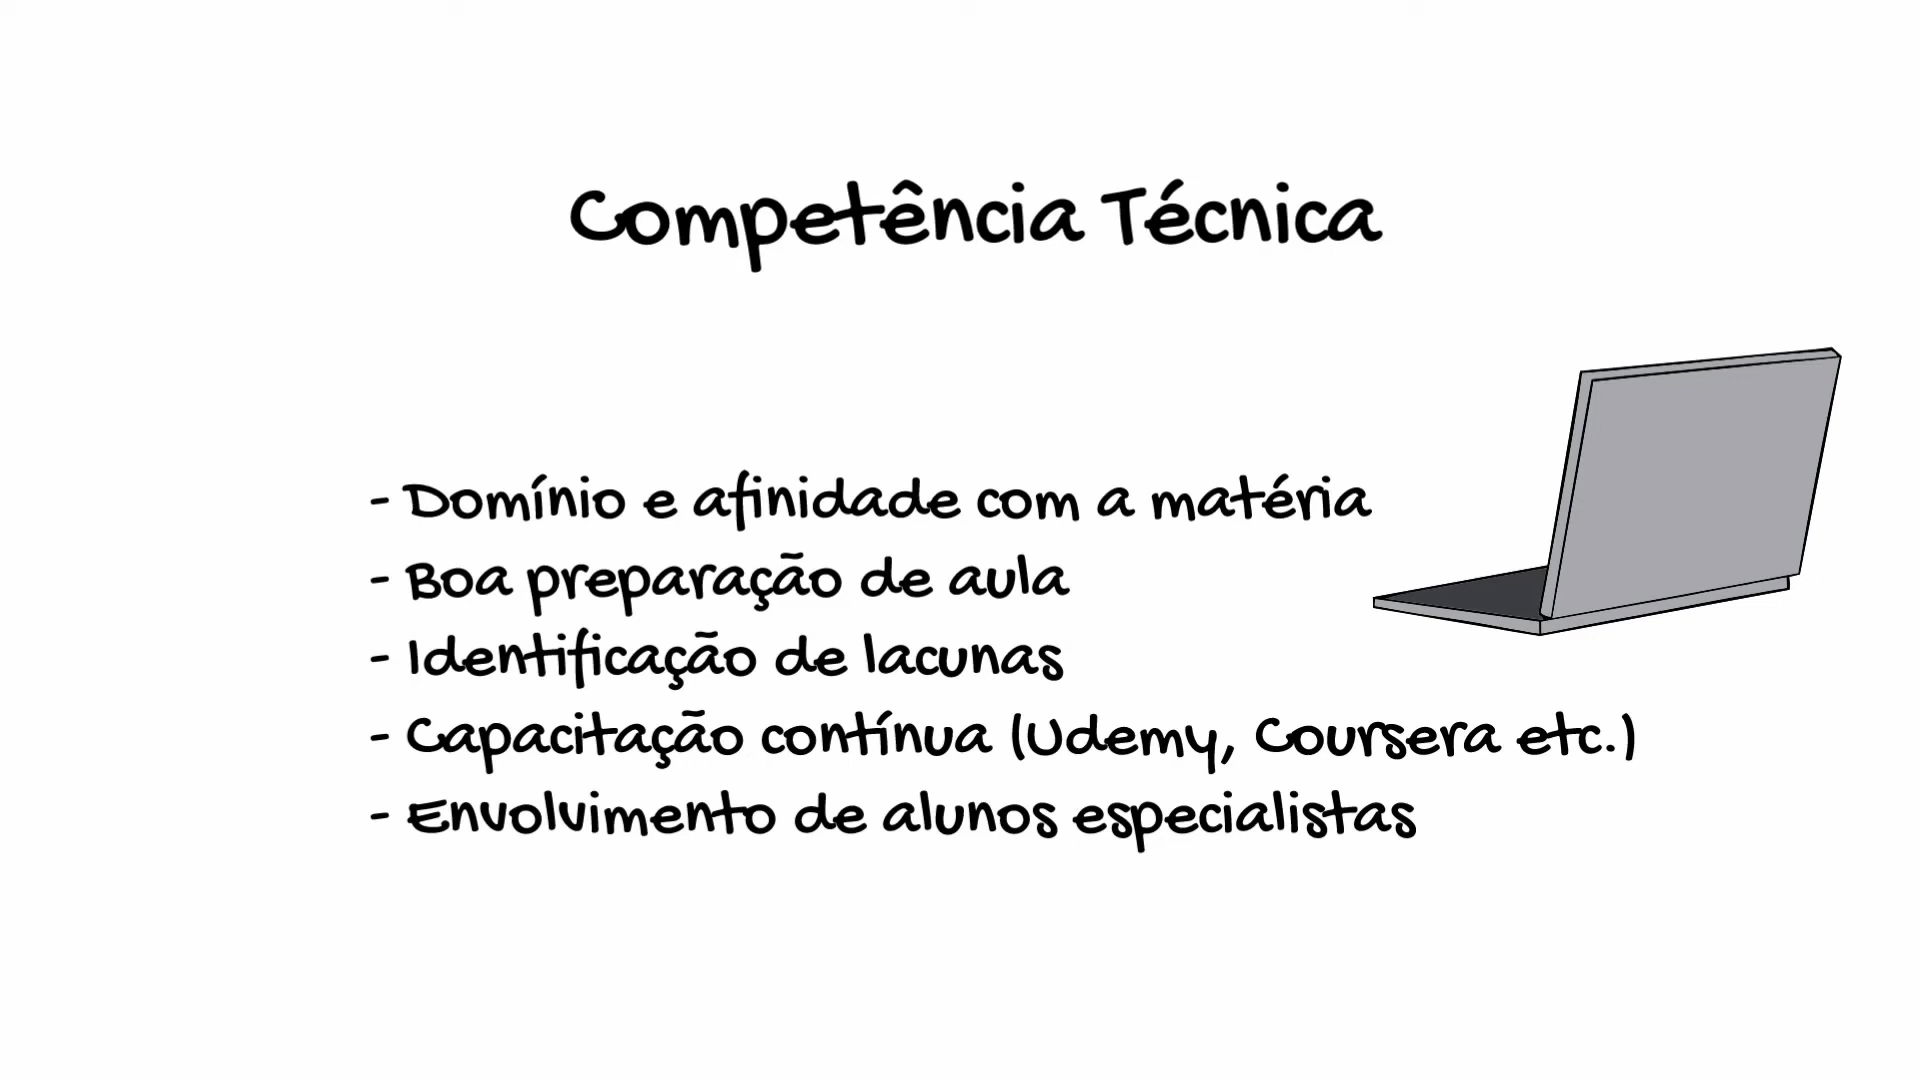 Competência Técnica
- Domínio e afinidade com a matéria
- Boa preparação de aula
- Identificação de lacunas
- Capacitação contínua (Udemy, Coursera etc.)
- Envolvimento de alunos especialistas